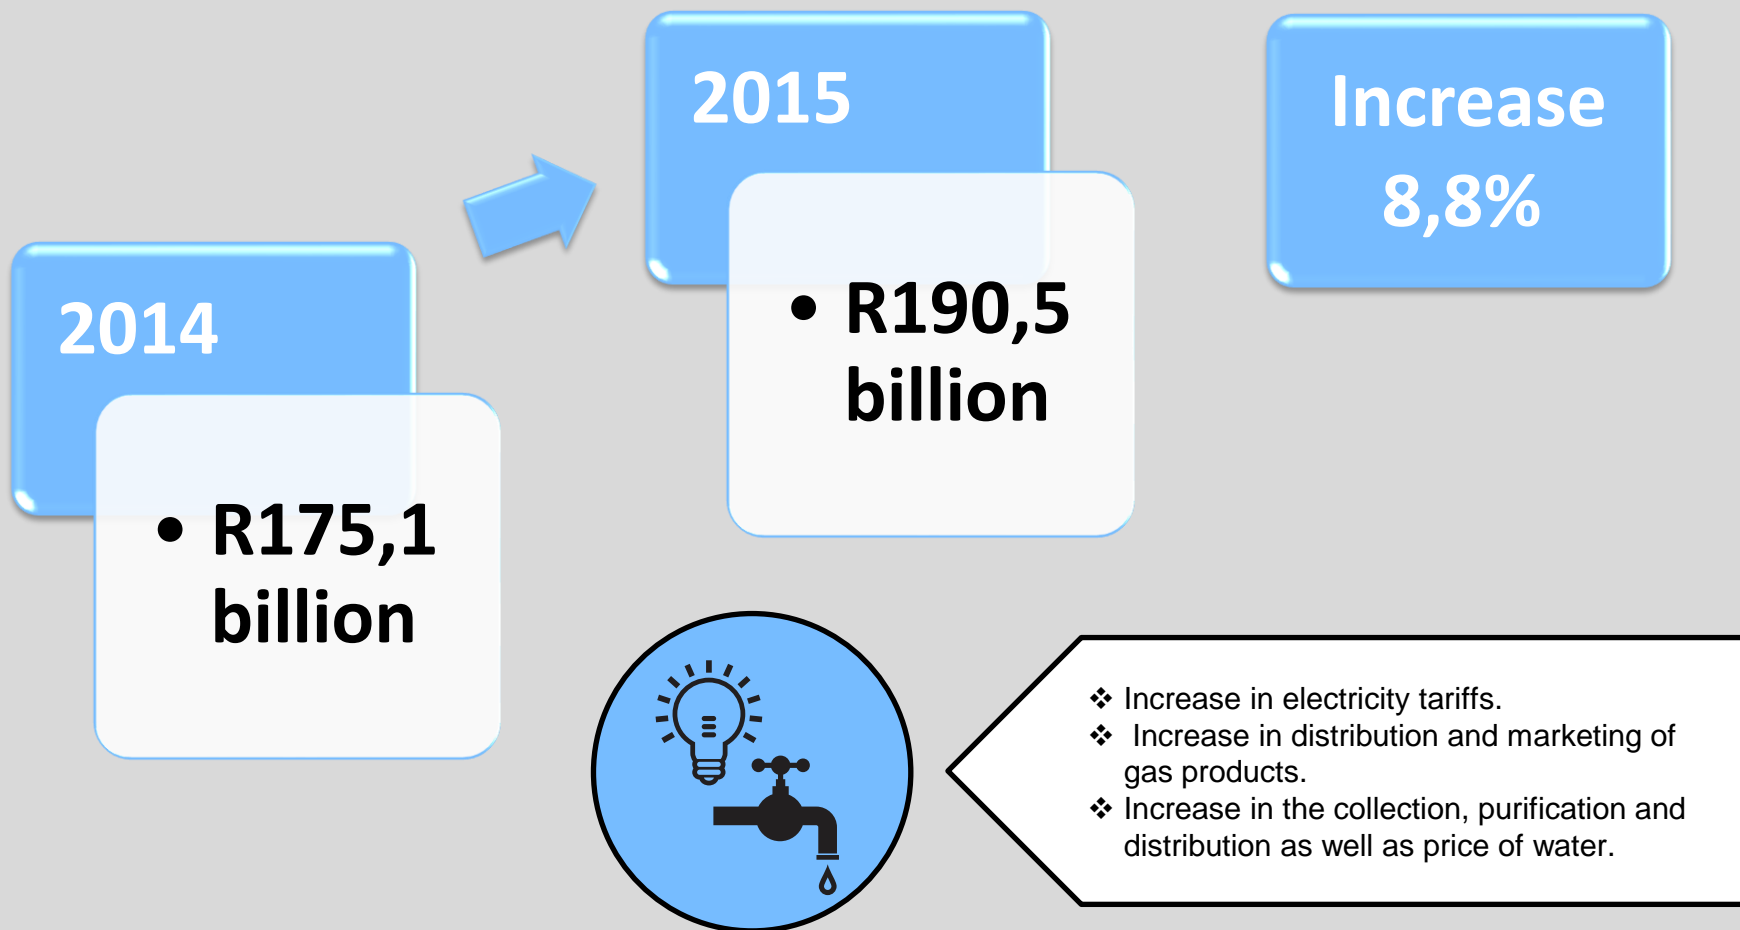 2014
• R175,1
billion
2015
• R190,5
billion
Increase
8,8%
❖ Increase in electricity tariffs.
❖ Increase in distribution and marketing of
gas products.
❖ Increase in the collection, purification and
distribution as well as price of water.